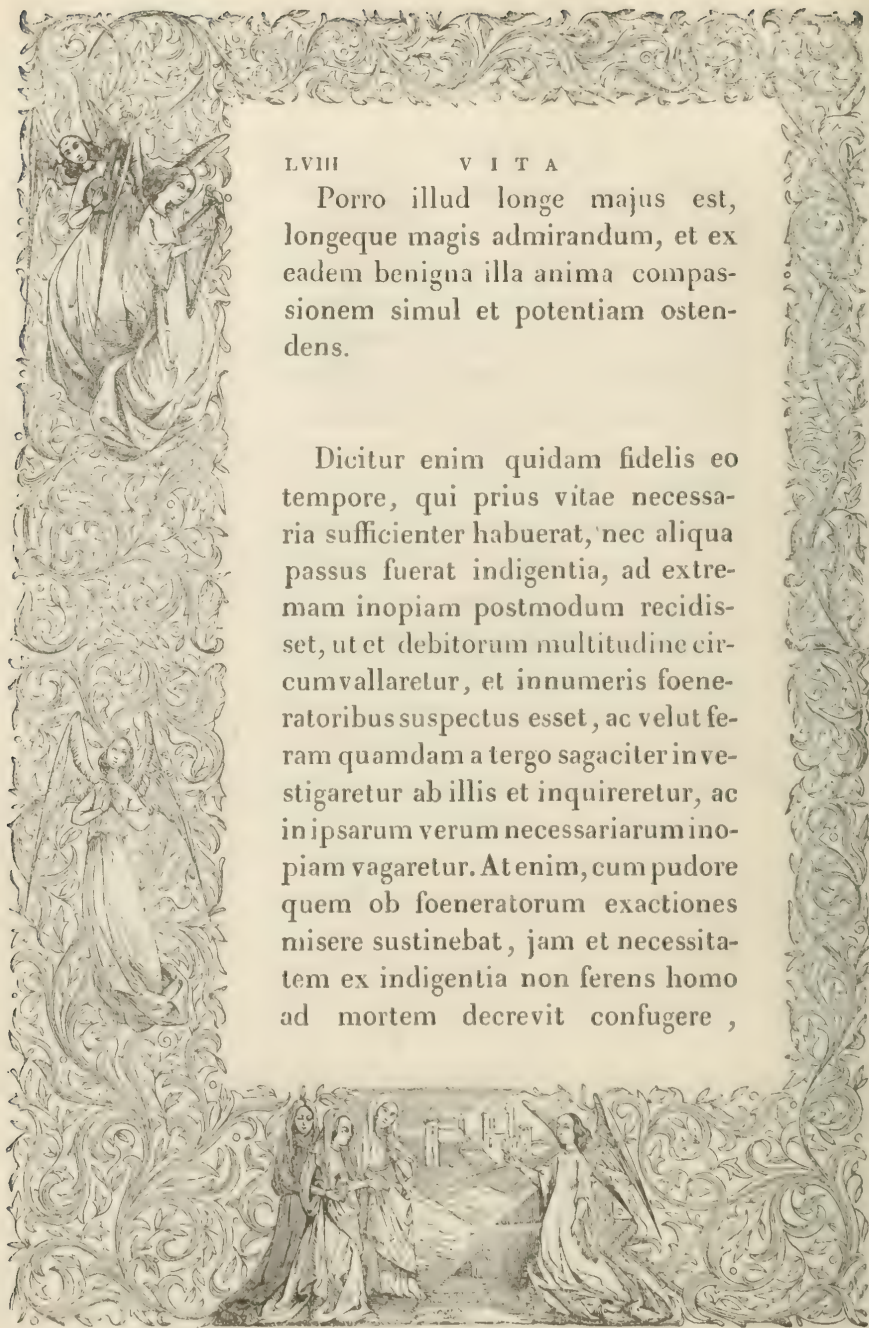 LVIII VITA
Porro illud longe majus est,
longeque magis admirandum, et ex
eadem benigna illa anima compas-
sionem simul et potentiam osten-
dens.
Dicitur enim quidam fidelis eo
tempore, qui prius vitae necessa-
ria sufficienter habuerat, nec aliqua
passus fuerat indigentia, ad extre-
mam inopiam postmodum recidis-
set, ut et debitorum multitudine cir-
cumvallaretur, et innumeris foene-
ratoribus suspectus esset, ac velut fe-
ram quamdam a tergo sagaciter inve-
stigaretur ab illis et inquireretur, ac
in ipsarum verum necessariarum ino-
piam vagaretur. At enim, cum pudore
quem ob foeneratorum exactiones
misere sustinebat, jam et necessita-
tem ex indigentia non ferens homo
ad mortem decrevit confugere,